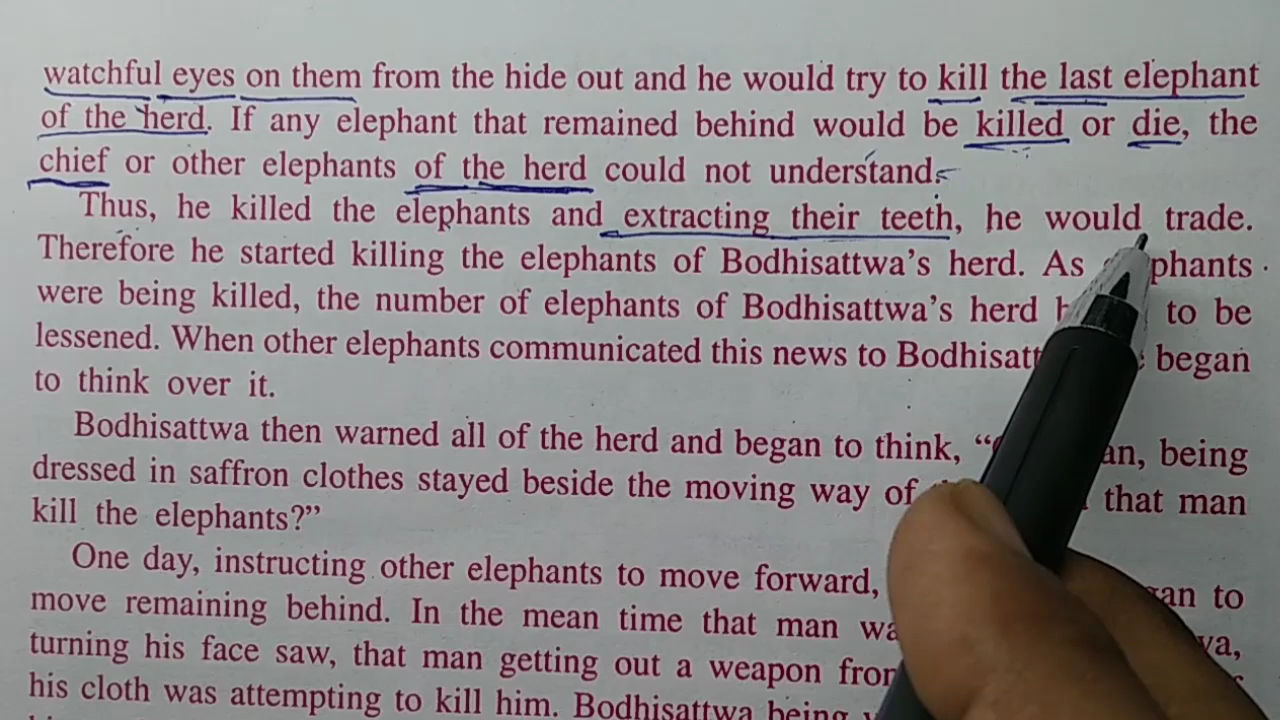 watchful eyes on them from the hide out and he would try to kill the last elephant
of the herd. If any elephant that remained behind would be killed or die, the
chief or other elephants of the herd could not understand.
Thus, he killed the elephants and extracting their teeth, he would trade.
Therefore he started killing the elephants of Bodhisattwa's herd. As
were being killed, the number of elephants of Bodhisattwa's herd to be
lessened. When other elephants communicated this news to began
to think over it.
Bodhisattwa then warned all of the herd and began to think, " being
dressed in saffron clothes stayed beside the moving way of that man
kill the elephants?"
One day, instructing other elephants to move forward, to
move remaining behind. In the mean time that man
turning his face saw, that man getting out a weapon
his cloth was attempting to kill him. Bodhisattwa being